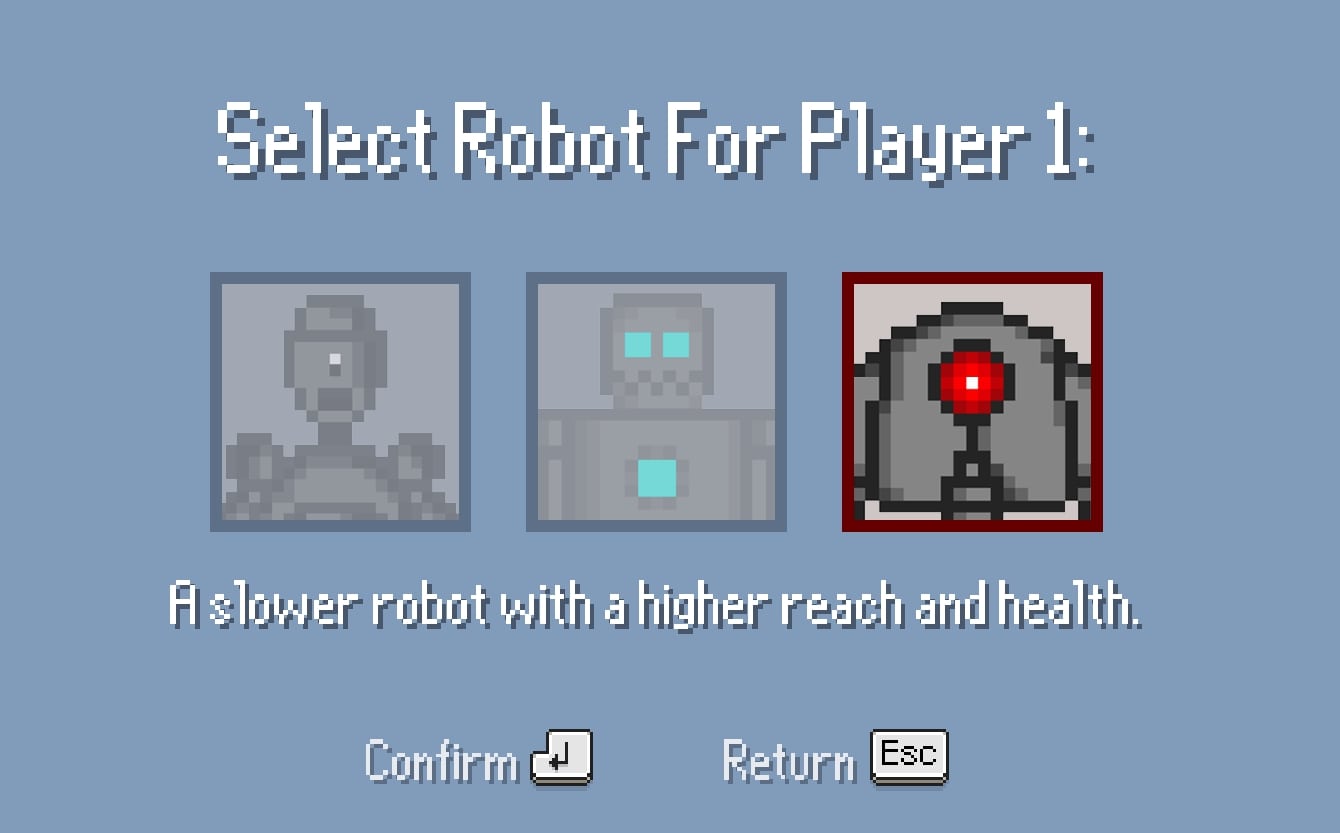 Select Robot For Player 1:
A slower robot with a higher reach and health.
Confirm
Return Esc